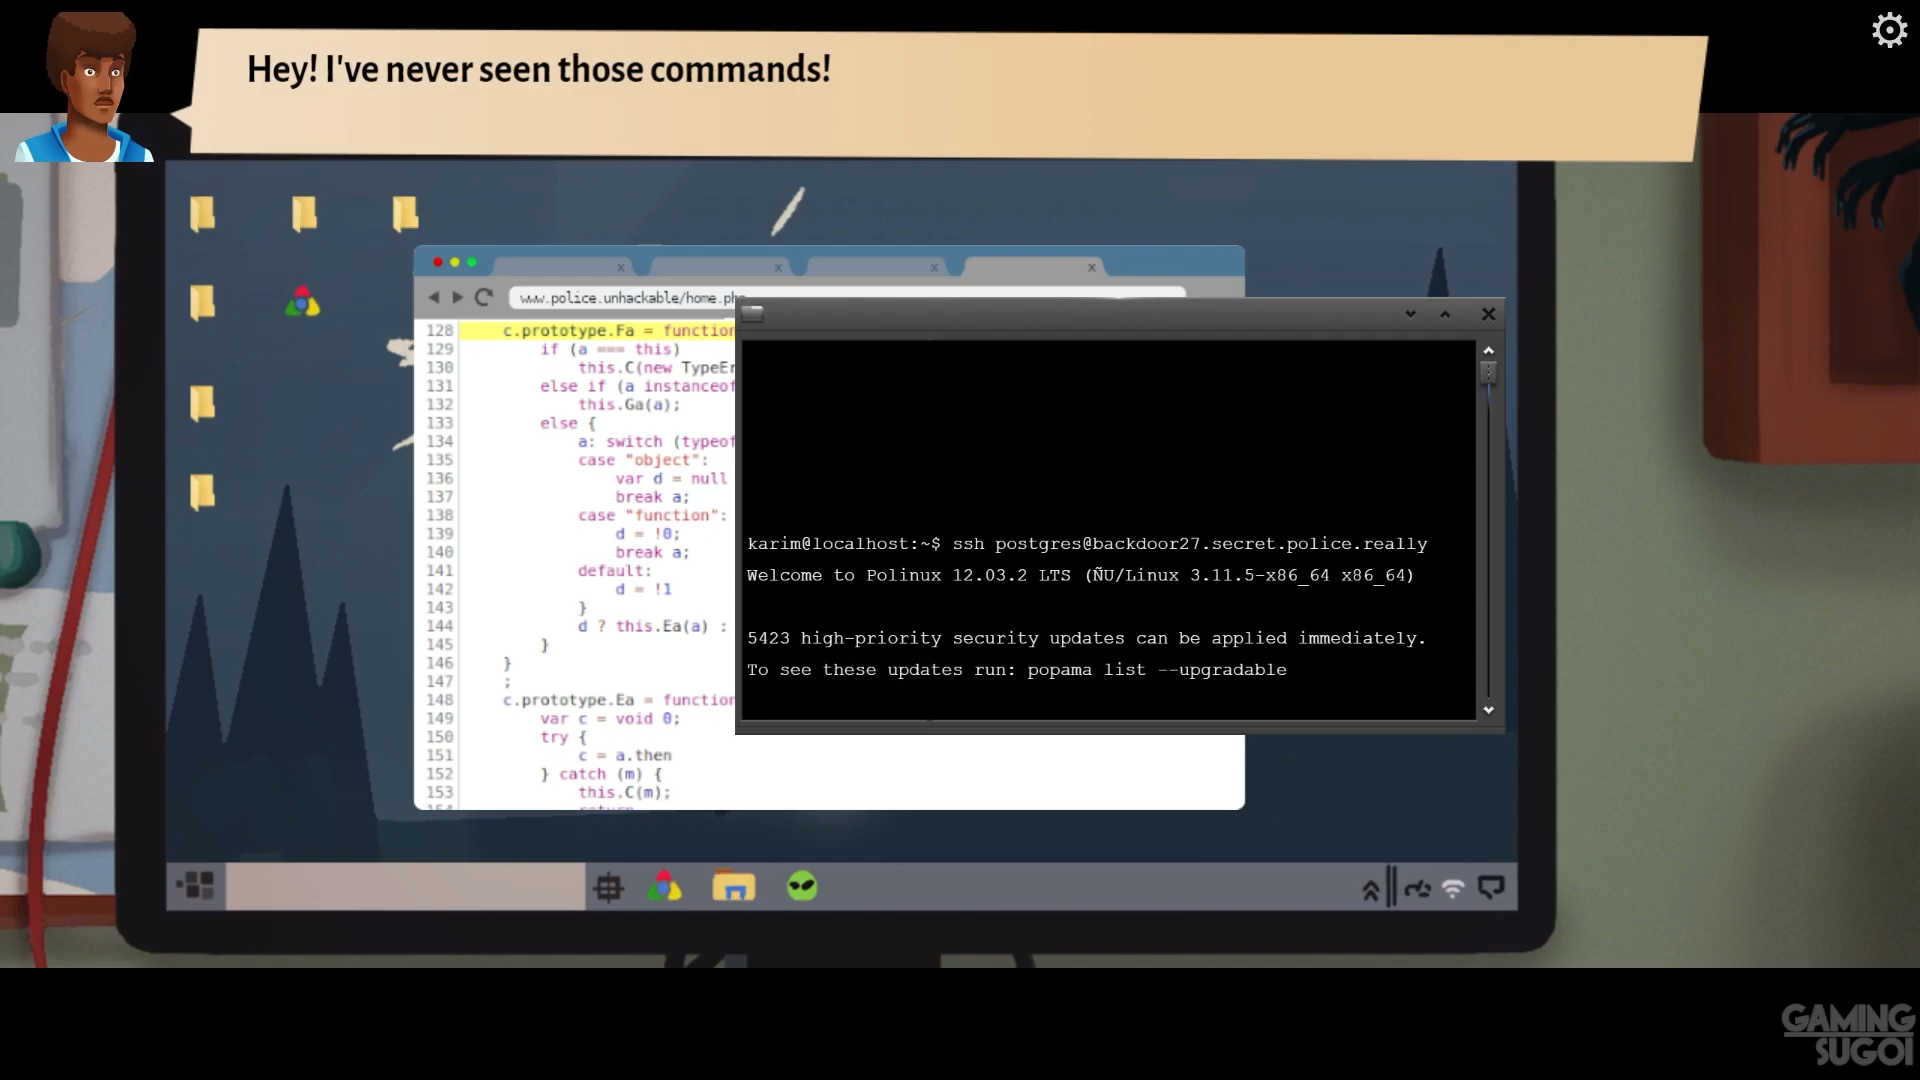 Hey! I've never seen those commands!
x
x
x
x
www.police.unhackable/home.php
128 c.prototype.Fa = function
129 if (a === this)
130 this.C(new TypeEr
131 else if (a instanceof
132 this.Ga(a);
133 else {
134 a: switch (typeof
135 case "object":
136 var d = null
137 break a;
138 case "function":
139 d = !0;
140 break a;
141 default:
142 d = !1
143 }
144 d ? this.Ea(a) :
145 }
146 }
147 ;
148 c.prototype.Ea = function
149 var c = void 0;
150 try {
151 c = a.then
152 } catch (m) {
153 this.C(m);
154 return
karim@localhost:~$ ssh postgres@backdoor27.secret.police.really
Welcome to Polinux 12.03.2 LTS (ÑU/Linux 3.11.5-x86_64 x86_64)
5423 high-priority security updates can be applied immediately.
To see these updates run: popama list --upgradable
GAMING
SUGOI